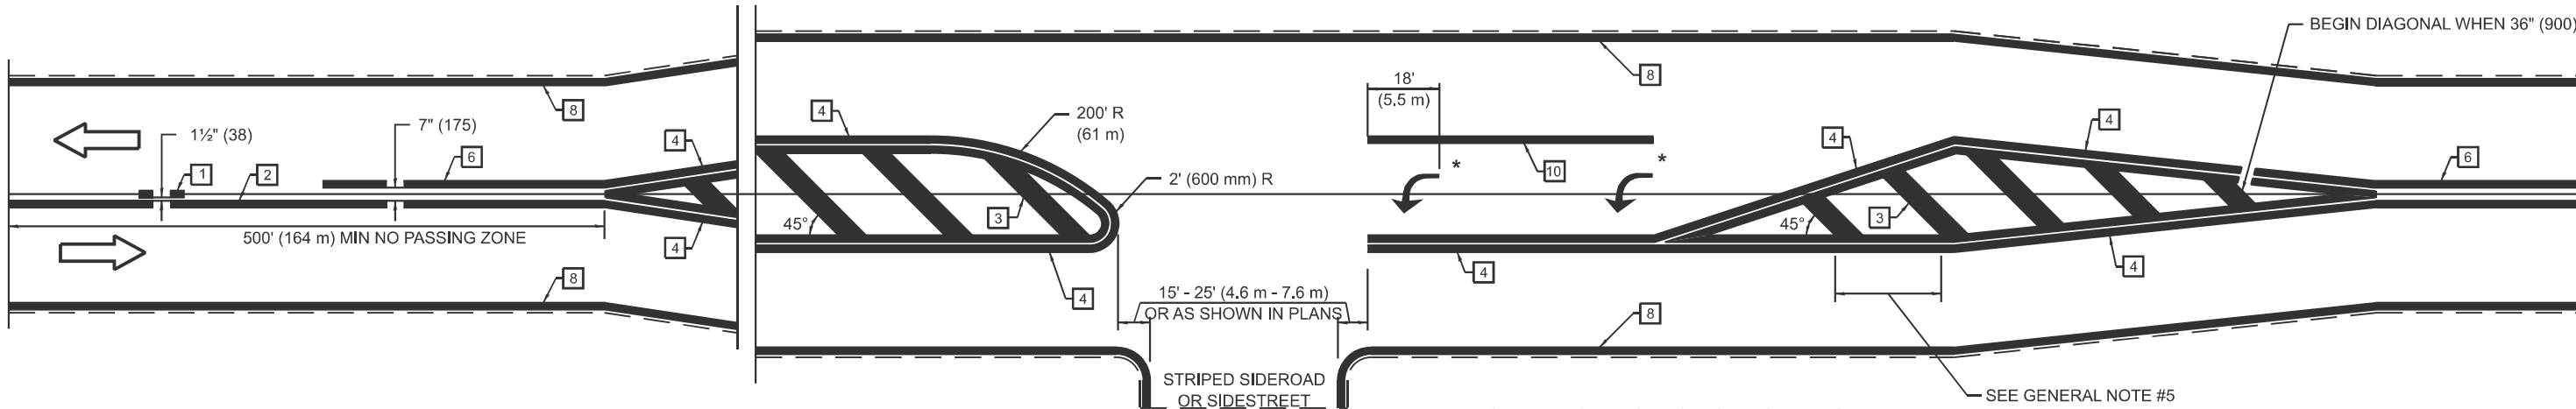 BEGIN DIAGONAL WHEN 36" (900)
8
18'
(5.5 m)
200' R
(61 m)
4
4
4
8
1½" (38)
7" (175)
4
6
1
2
*
*
10
6
2' (600 mm) R
3
3
45°
45°
500' (164 m) MIN NO PASSING ZONE
4
4
4
4
8
15' - 25' (4.6 m - 7.6 m)
OR AS SHOWN IN PLANS
8
STRIPED SIDEROAD
OR SIDESTREET
SEE GENERAL NOTE #5